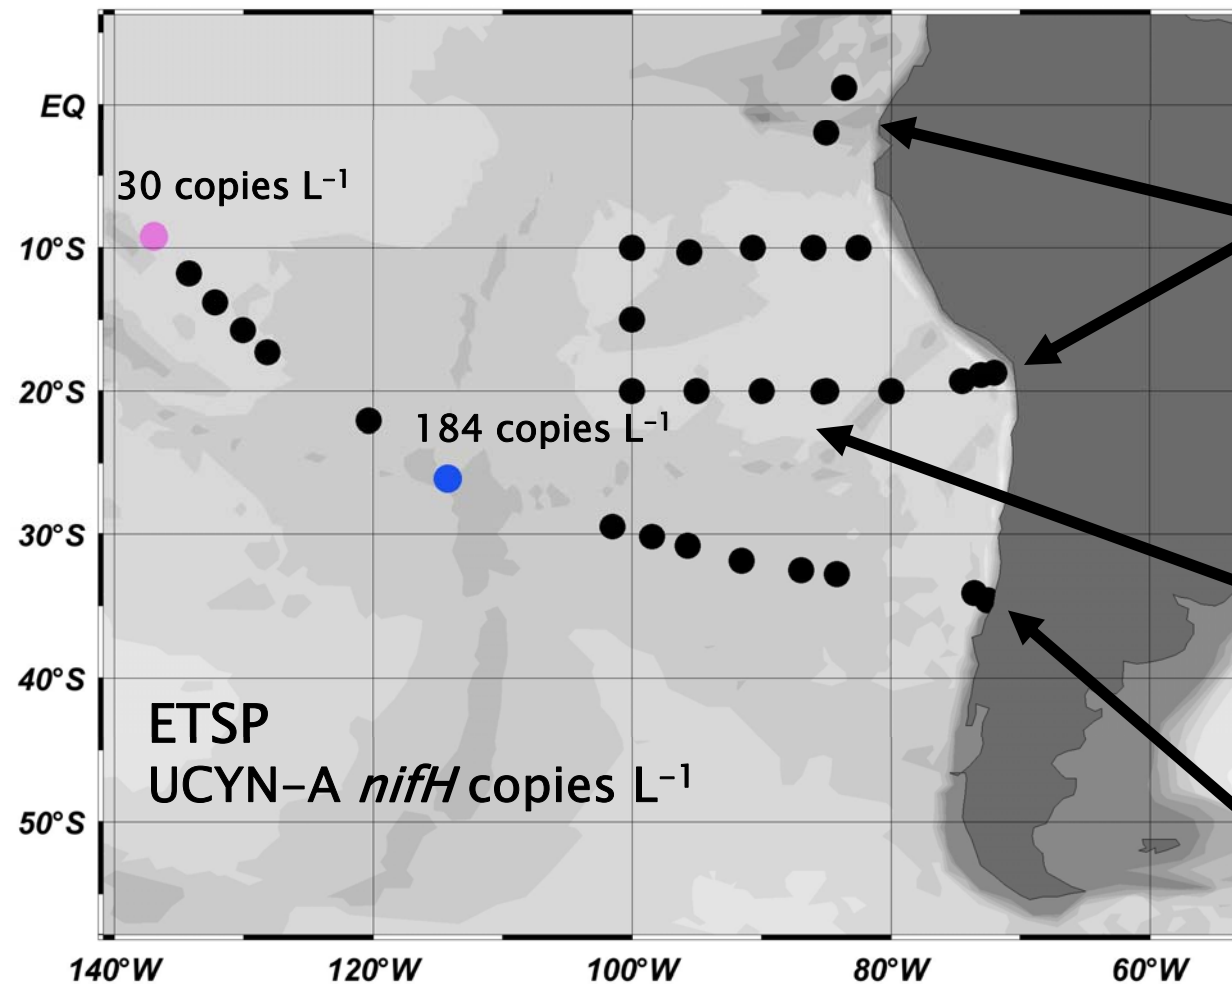 EQ
30 copies L⁻¹
10°S
20°S
184 copies L⁻¹
30°S
40°S
ETSP
UCYN-A nifH copies L⁻¹
50°S
140°W 120°W 100°W 80°W 60°W